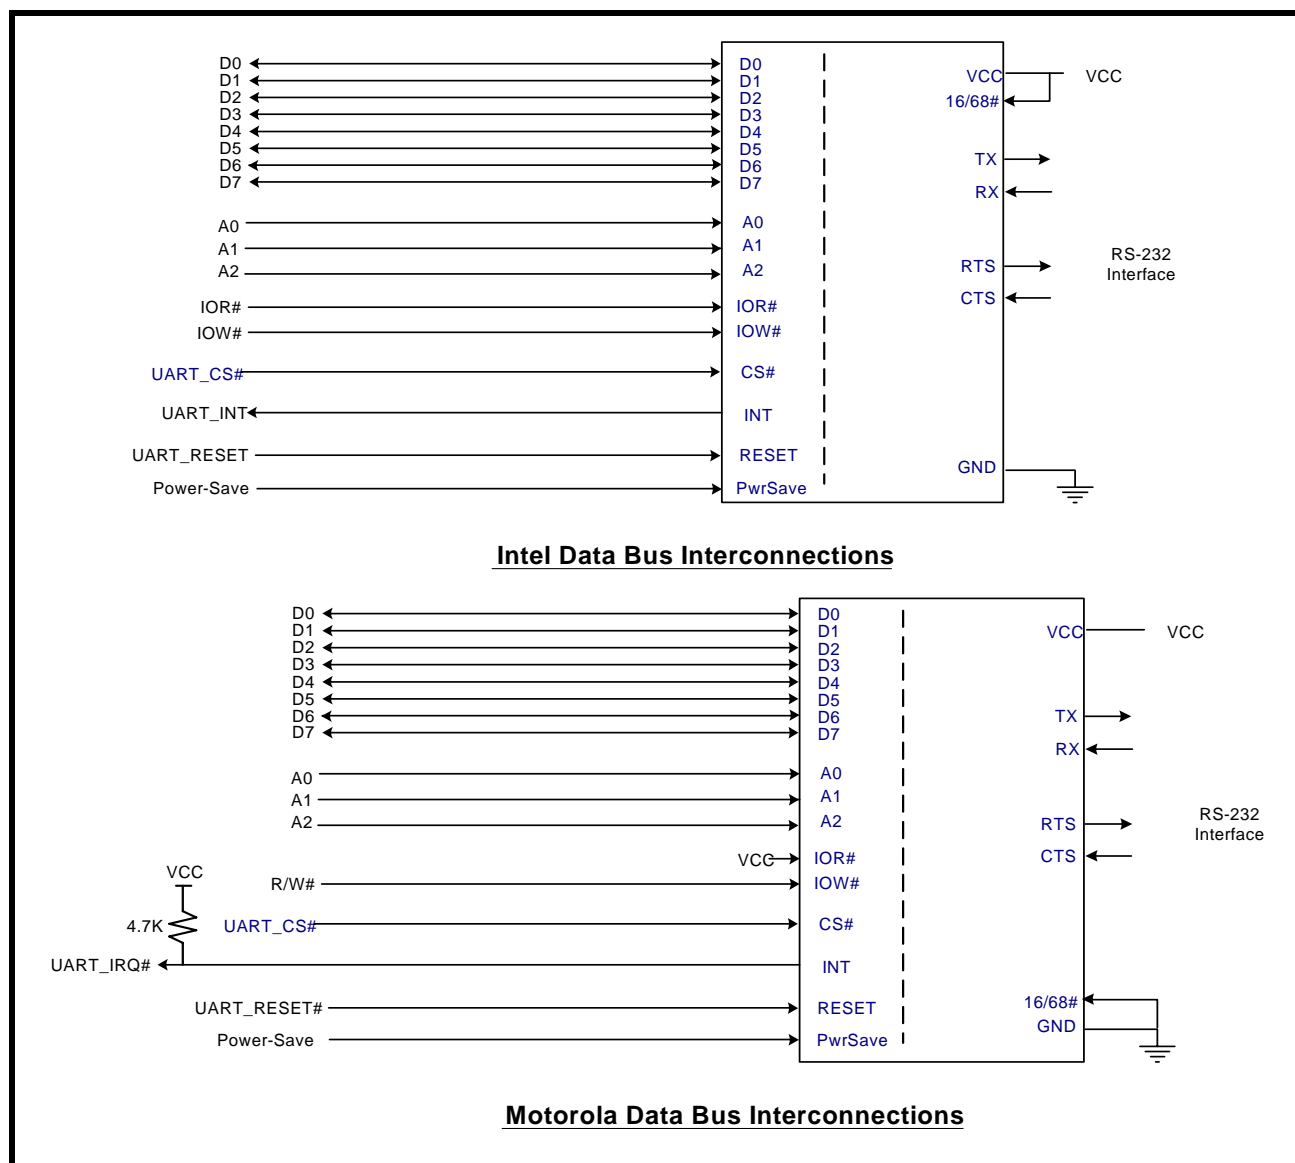 D0 D0
D1 D1
D2 D2
D3 D3
D4 D4
D5 D5
D6 D6
D7 D7
VCC VCC
16/68#
TX
RX
A0 A0
A1 A1
A2 A2
RTS
CTS
RS-232
Interface
IOR# IOR#
IOW# IOW#
UART_CS# CS#
UART_INT INT
UART_RESET RESET
Power-Save PwrSave
GND
Intel Data Bus Interconnections
D0 D0
D1 D1
D2 D2
D3 D3
D4 D4
D5 D5
D6 D6
D7 D7
VCC VCC
TX
RX
A0 A0
A1 A1
A2 A2
RTS
CTS
RS-232
Interface
VCC IOR#
R/W# IOW#
VCC
4.7K
UART_CS# CS#
UART_IRQ# INT
UART_RESET# RESET
Power-Save PwrSave
16/68#
GND
Motorola Data Bus Interconnections